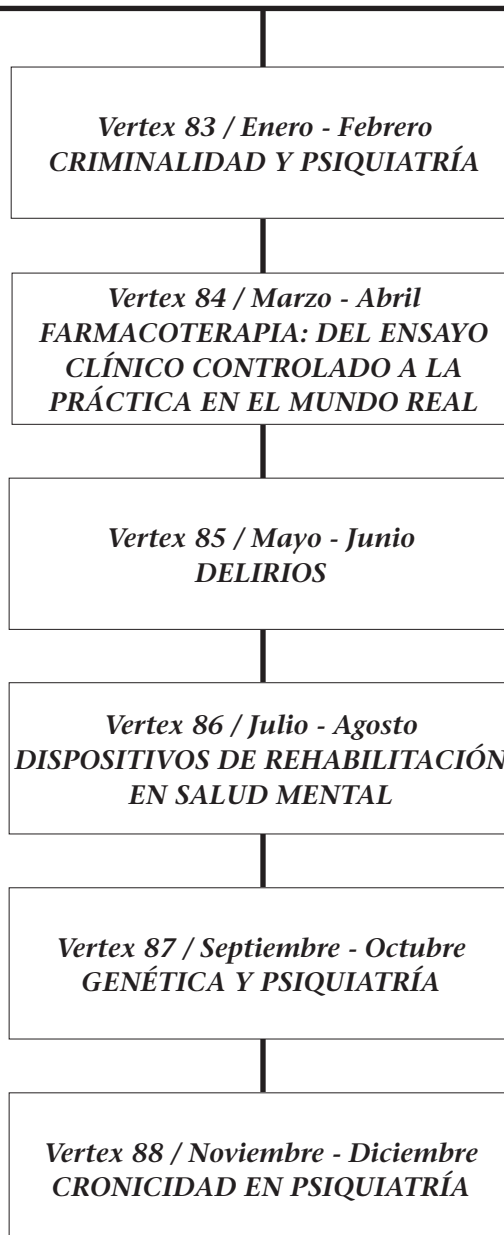 Vertex 83 / Enero - Febrero
CRIMINALIDAD Y PSIQUIATRÍA
Vertex 84 / Marzo - Abril
FARMACOTERAPIA: DEL ENSAYO
CLÍNICO CONTROLADO A LA
PRÁCTICA EN EL MUNDO REAL
Vertex 85 / Mayo - Junio
DELIRIOS
Vertex 86 / Julio - Agosto
DISPOSITIVOS DE REHABILITACIÓN
EN SALUD MENTAL
Vertex 87 / Septiembre - Octubre
GENÉTICA Y PSIQUIATRÍA
Vertex 88 / Noviembre - Diciembre
CRONICIDAD EN PSIQUIATRÍA